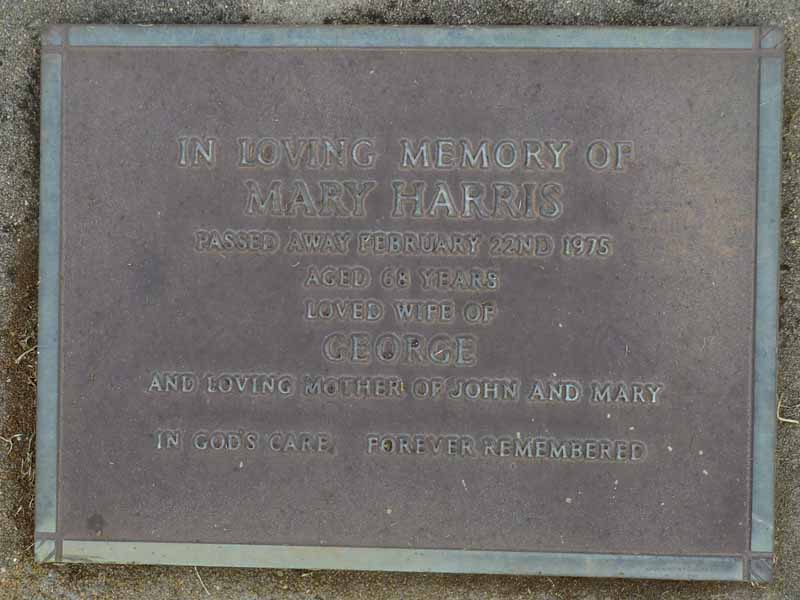 IN LOVING MEMORY OF
MARY HARRIS
PASSED AWAY FEBRUARY 22ND 1975
AGED 68 YEARS
LOVED WIFE OF
GEORGE
AND LOVING MOTHER OF JOHN AND MARY
IN GOD'S CARE. FOREVER REMEMBERED